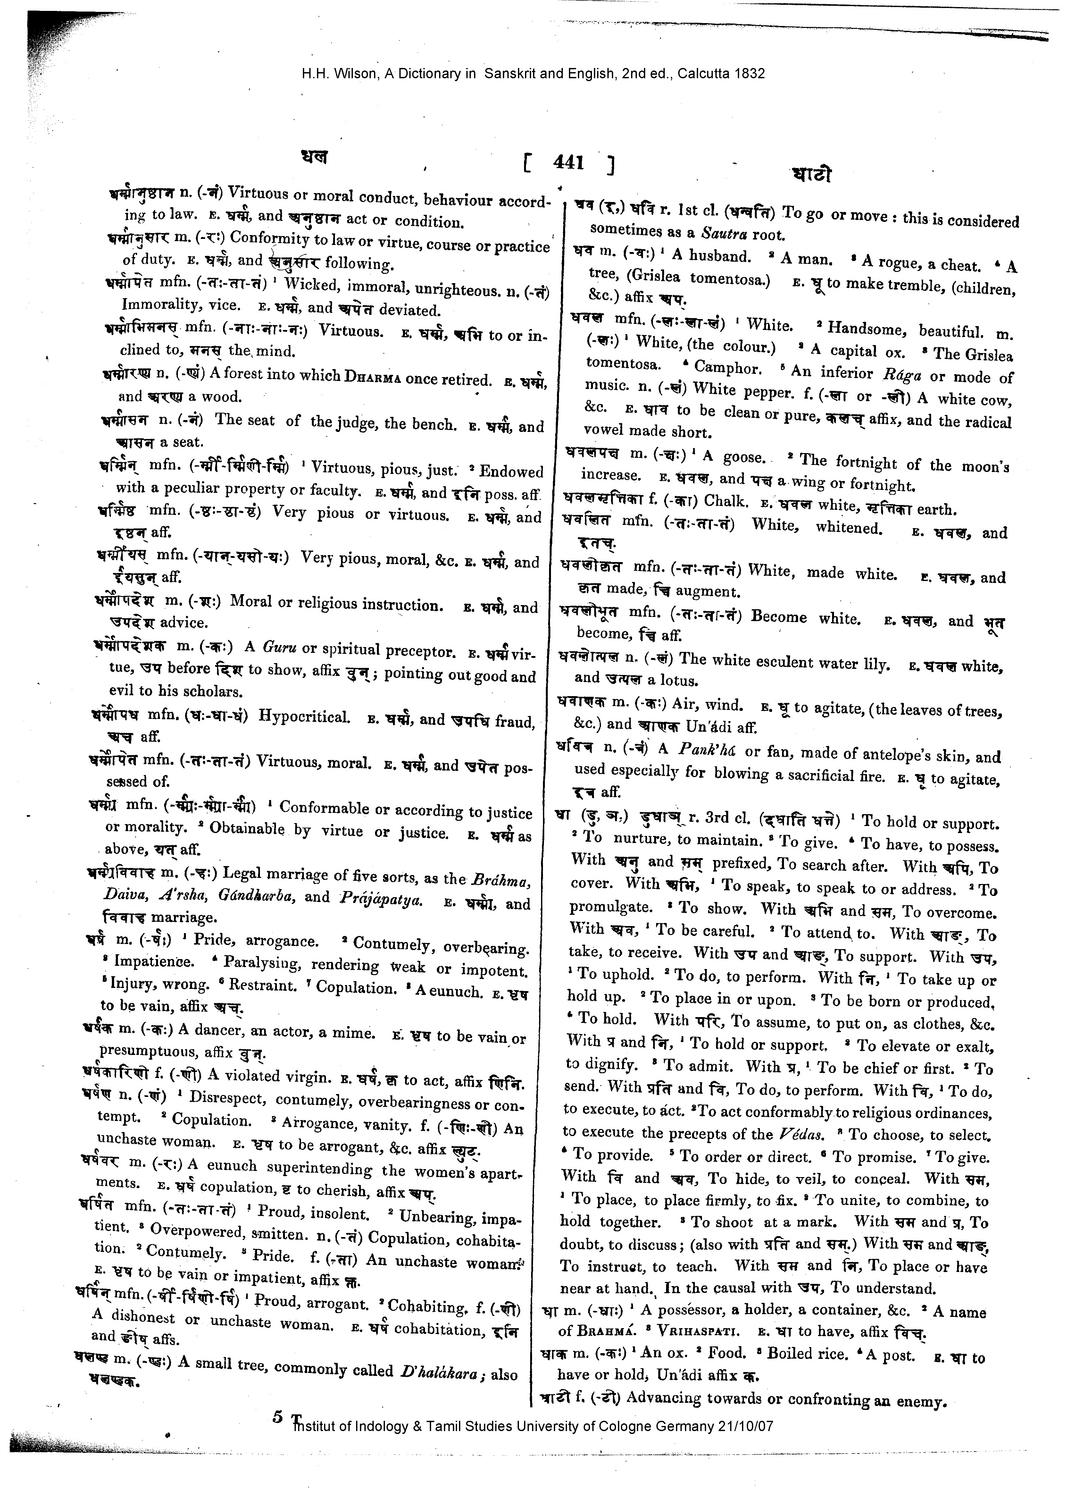 H.H. Wilson, A Dictionary in Sanskrit and English, 2nd ed., Calcutta 1832
धल
[ 441 ]
धाटी
धर्म्मानुष्ठान n. (-नं) Virtuous or moral conduct, behaviour accord-
ing to law. E. धर्म्म, and अनुष्ठान act or condition.
धर्म्मानुसार m. (-रः) Conformity to law or virtue, course or practice
of duty. E. धर्म्म, and अनुसार following.
धर्म्मापेत mfn. (-तः-ता-तं) ¹ Wicked, immoral, unrighteous. n. (-तं)
Immorality, vice. E. धर्म्म, and अपेत deviated.
धर्म्माभिमनस् mfn. (-नाः-नाः-नः) Virtuous. E. धर्म्म, अभि to or in-
clined to, मनस् the mind.
धर्म्मारण्य n. (-ण्यं) A forest into which DHARMA once retired. E. धर्म्म,
and अरण्य a wood.
धर्म्मासन n. (-नं) The seat of the judge, the bench. E. धर्म्म, and
आसन a seat.
धर्म्मिन् mfn. (-र्म्मी-र्म्मिणी-र्म्मि) ¹ Virtuous, pious, just. ² Endowed
with a peculiar property or faculty. E. धर्म्म, and इनि poss. aff.
धर्म्मिष्ठ mfn. (-ष्ठः-ष्ठा-ष्ठं) Very pious or virtuous. E. धर्म्म, and
इष्ठन् aff.
धर्म्मीयस् mfn. (-यान्-यसी-यः) Very pious, moral, &c. E. धर्म्म, and
ईयसुन् aff.
धर्म्मोपदेश m. (-शः) Moral or religious instruction. E. धर्म्म, and
उपदेश advice.
धर्म्मोपदेशक m. (-कः) A Guru or spiritual preceptor. E. धर्म्म vir-
tue, उप before दिश to show, affix वुन्; pointing out good and
evil to his scholars.
धर्म्मोपध mfn. (धः-धा-धं) Hypocritical. E. धर्म्म, and उपधि fraud,
अच aff.
धर्म्मोपेत mfn. (-तः-ता-तं) Virtuous, moral. E. धर्म्म, and उपेत pos-
sessed of.
धर्म्म्य mfn. (-र्म्म्यः-र्म्म्या-र्म्म्यं) ¹ Conformable or according to justice
or morality. ² Obtainable by virtue or justice. E. धर्म्म as
above, यत् aff.
धर्म्म्यविवाह m. (-हः) Legal marriage of five sorts, as the Bráhma,
Daiva, A'rsha, Gándharba, and Prájápatya. E. धर्म्म्य, and
विवाह marriage.
धर्ष m. (-र्षः) ¹ Pride, arrogance. ² Contumely, overbearing.
³ Impatience. ⁴ Paralysing, rendering weak or impotent.
⁵ Injury, wrong. ⁶ Restraint. ⁷ Copulation. ⁸ A eunuch. E. धृष
to be vain, affix अच्.
धर्षक m. (-कः) A dancer, an actor, a mime. E. धृष to be vain or
presumptuous, affix वुन्.
धर्षकारिणी f. (-णी) A violated virgin. E. धर्ष, कृ to act, affix णिनि.
धर्षण n. (-णं) ¹ Disrespect, contumely, overbearingness or con-
tempt. ² Copulation. ³ Arrogance, vanity. f. (-णिः-णी) An
unchaste woman. E. धृष to be arrogant, &c. affix ल्युट्.
धर्षवर m. (-रः) A eunuch superintending the women's apart-
ments. E. धर्ष copulation, affix अप्.
धर्षित mfn. (-तः-ता-तं) ¹ Proud, insolent. ² Unbearing, impa-
tient. ³ Overpowered, smitten. n. (-तं) Copulation, cohabita-
tion. ² Contumely. ³ Pride. f. (-ता) An unchaste woman.
E. धृष to be vain or impatient, affix क्त.
धर्षिन् mfn. (-र्षी-र्षिणी-र्षि) ¹ Proud, arrogant. ² Cohabiting. f. (-णी)
A dishonest or unchaste woman. E. धर्ष cohabitation, इनि
and ङीष् affs.
धलण्ड m. (-ण्डः) A small tree, commonly called D'halákara; also
धलण्डक.
धव (इ,) धवि r. 1st cl. (धन्वति) To go or move : this is considered
sometimes as a Sautra root.
धव m. (-वः) ¹ A husband. ² A man. ³ A rogue, a cheat. ⁴ A
tree, (Grislea tomentosa.) E. धू to make tremble, (children,
&c.) affix अप्.
धवल mfn. (-लः-ला-लं) ¹ White. ² Handsome, beautiful. m.
(-लः) ¹ White, (the colour.) ² A capital ox. ³ The Grislea
tomentosa. ⁴ Camphor. ⁵ An inferior Rága or mode of
music. n. (-लं) White pepper. f. (-ला or -ली) A white cow,
&c. E. धाव to be clean or pure, कलच् affix, and the radical
vowel made short.
धवलपक्ष m. (-क्षः) ¹ A goose. ² The fortnight of the moon's
increase. E. धवल, and पक्ष a wing or fortnight.
धवलमृत्तिका f. (-का) Chalk. E. धवल white, मृत्तिका earth.
धवलित mfn. (-तः-ता-तं) White, whitened. E. धवल, and
इतच्.
धवलीकृत mfn. (-तः-ता-तं) White, made white. E. धवल, and
कृत made, च्वि augment.
धवलीभूत mfn. (-तः-ता-तं) Become white. E. धवल, and भूत
become, च्वि aff.
धवलोत्पल n. (-लं) The white esculent water lily. E. धवल white,
and उत्पल a lotus.
धवाणक m. (-कः) Air, wind. E. धू to agitate, (the leaves of trees,
&c.) and आणक Un'ádi aff.
धवित्र n. (-त्रं) A Pank'há or fan, made of antelope's skin, and
used especially for blowing a sacrificial fire. E. धू to agitate,
इत्र aff.
धा (डु, ञ,) डुधाञ् r. 3rd cl. (दधाति धत्ते) ¹ To hold or support.
² To nurture, to maintain. ³ To give. ⁴ To have, to possess.
With अनु and सम् prefixed, To search after. With अपि, To
cover. With अभि, ¹ To speak, to speak to or address. ² To
promulgate. ³ To show. With अभि and सम, To overcome.
With अव, ¹ To be careful. ² To attend to. With आङ्, To
take, to receive. With उप and आङ्, To support. With उप,
¹ To uphold. ² To do, to perform. With नि, ¹ To take up or
hold up. ² To place in or upon. ³ To be born or produced,
⁴ To hold. With परि, To assume, to put on, as clothes, &c.
With प्र and नि, ¹ To hold or support. ² To elevate or exalt,
to dignify. ³ To admit. With प्र, ¹ To be chief or first. ² To
send. With प्रति and वि, To do, to perform. With वि, ¹ To do,
to execute, to act. ² To act conformably to religious ordinances,
to execute the precepts of the Védas. ³ To choose, to select.
⁴ To provide. ⁵ To order or direct. ⁶ To promise. ⁷ To give.
With वि and अव, To hide, to veil, to conceal. With सम,
¹ To place, to place firmly, to fix. ² To unite, to combine, to
hold together. ³ To shoot at a mark. With सम and प्र, To
doubt, to discuss; (also with प्रति and सम्.) With सम and आङ्,
To instruct, to teach. With सम and नि, To place or have
near at hand. In the causal with उप, To understand.
धा m. (-धाः) ¹ A possessor, a holder, a container, &c. ² A name
of BRAHMÁ. ³ VRIHASPATI. E. धा to have, affix विच्.
धाक m. (-कः) ¹ An ox. ² Food. ³ Boiled rice. ⁴ A post. E. धा to
have or hold, Un'ádi affix क.
धाटी f. (-टी) Advancing towards or confronting an enemy.
5 T
Institut of Indology & Tamil Studies University of Cologne Germany 21/10/07